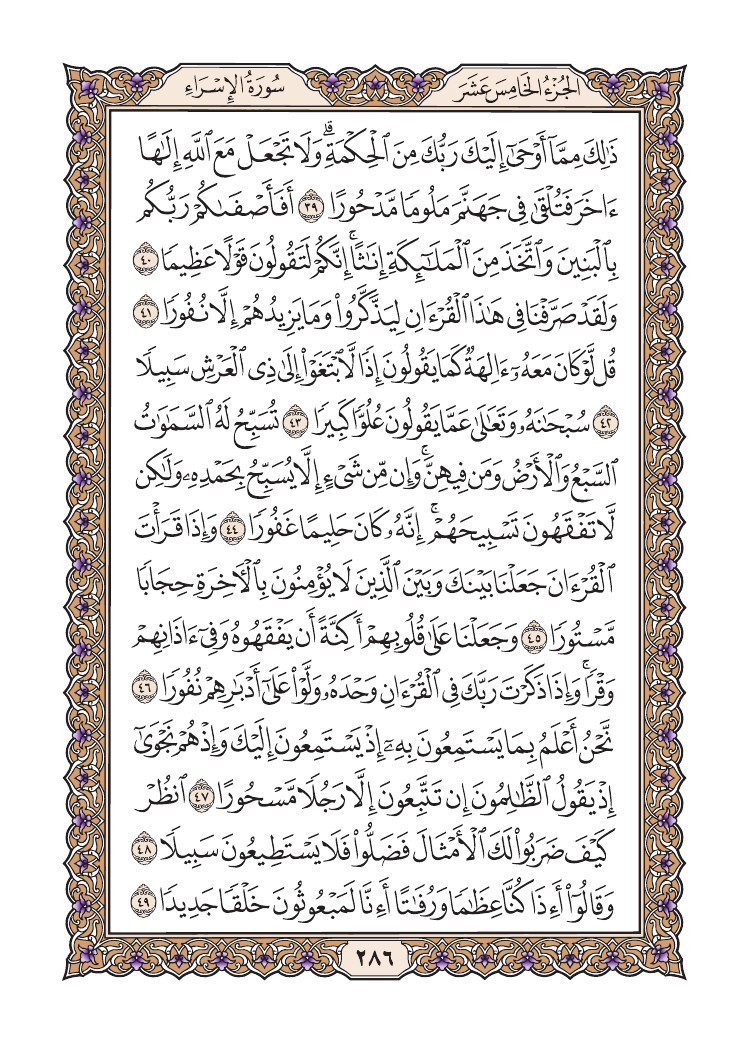 الجُزْءُ الخَامِسَ عَشَرَ
سُورَةُ الإِسْرَاءِ
ذَٰلِكَ مِمَّآ أَوْحَىٰٓ إِلَيْكَ رَبُّكَ مِنَ ٱلْحِكْمَةِ ۗ وَلَا تَجْعَلْ مَعَ ٱللَّهِ إِلَٰهًا
ءَاخَرَ فَتُلْقَىٰ فِى جَهَنَّمَ مَلُومًا مَّدْحُورًا ٣٩ أَفَأَصْفَىٰكُمْ رَبُّكُم
بِٱلْبَنِينَ وَٱتَّخَذَ مِنَ ٱلْمَلَٰٓئِكَةِ إِنَٰثًا ۚ إِنَّكُمْ لَتَقُولُونَ قَوْلًا عَظِيمًا ٤٠
وَلَقَدْ صَرَّفْنَا فِى هَٰذَا ٱلْقُرْءَانِ لِيَذَّكَّرُوا۟ وَمَا يَزِيدُهُمْ إِلَّا نُفُورًا ٤١
قُل لَّوْ كَانَ مَعَهُۥٓ ءَالِهَةٌ كَمَا يَقُولُونَ إِذًا لَّٱبْتَغَوْا۟ إِلَىٰ ذِى ٱلْعَرْشِ سَبِيلًا
٤٢ سُبْحَٰنَهُۥ وَتَعَٰلَىٰ عَمَّا يَقُولُونَ عُلُوًّا كَبِيرًا ٤٣ تُسَبِّحُ لَهُ ٱلسَّمَٰوَٰتُ
ٱلسَّبْعُ وَٱلْأَرْضُ وَمَن فِيهِنَّ ۚ وَإِن مِّن شَىْءٍ إِلَّا يُسَبِّحُ بِحَمْدِهِۦ وَلَٰكِن
لَّا تَفْقَهُونَ تَسْبِيحَهُمْ ۗ إِنَّهُۥ كَانَ حَلِيمًا غَفُورًا ٤٤ وَإِذَا قَرَأْتَ
ٱلْقُرْءَانَ جَعَلْنَا بَيْنَكَ وَبَيْنَ ٱلَّذِينَ لَا يُؤْمِنُونَ بِٱلْءَاخِرَةِ حِجَابًا
مَّسْتُورًا ٤٥ وَجَعَلْنَا عَلَىٰ قُلُوبِهِمْ أَكِنَّةً أَن يَفْقَهُوهُ وَفِىٓ ءَاذَانِهِمْ
وَقْرًا ۚ وَإِذَا ذَكَرْتَ رَبَّكَ فِى ٱلْقُرْءَانِ وَحْدَهُۥ وَلَّوْا۟ عَلَىٰٓ أَدْبَٰرِهِمْ نُفُورًا ٤٦
نَّحْنُ أَعْلَمُ بِمَا يَسْتَمِعُونَ بِهِۦٓ إِذْ يَسْتَمِعُونَ إِلَيْكَ وَإِذْ هُمْ نَجْوَىٰٓ
إِذْ يَقُولُ ٱلظَّٰلِمُونَ إِن تَتَّبِعُونَ إِلَّا رَجُلًا مَّسْحُورًا ٤٧ ٱنظُرْ
كَيْفَ ضَرَبُوا۟ لَكَ ٱلْأَمْثَالَ فَضَلُّوا۟ فَلَا يَسْتَطِيعُونَ سَبِيلًا ٤٨
وَقَالُوٓا۟ أَءِذَا كُنَّا عِظَٰمًا وَرُفَٰتًا أَءِنَّا لَمَبْعُوثُونَ خَلْقًا جَدِيدًا ٤٩
٢٨٦